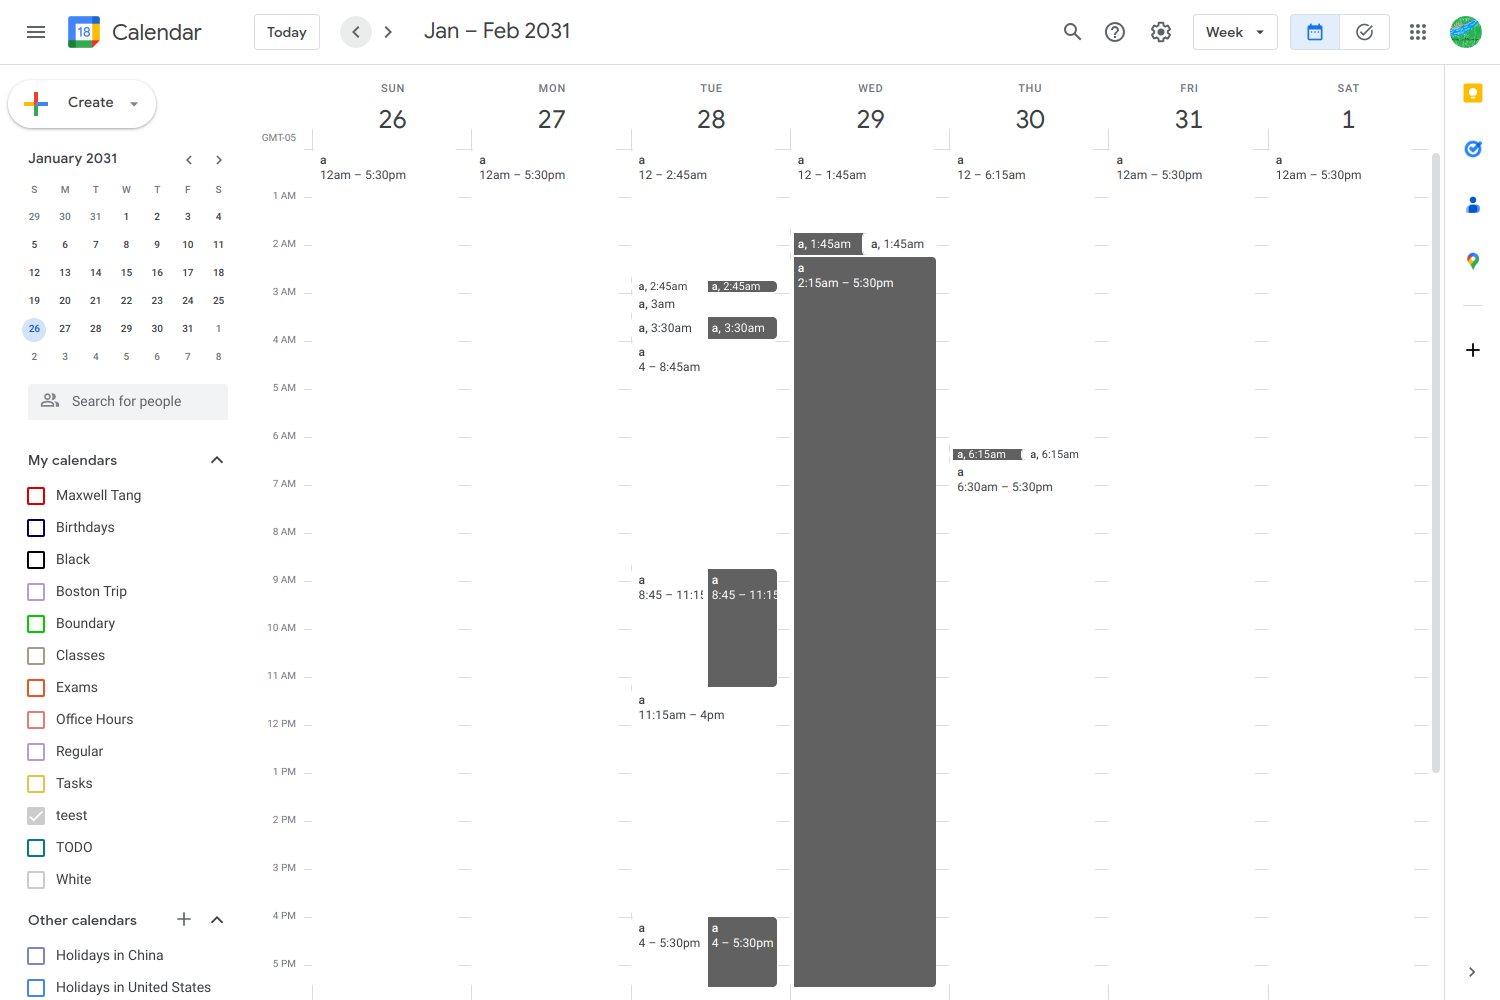 18 Calendar
Today
Jan – Feb 2031
Week
Create
January 2031
S M T W T F S
29 30 31 1 2 3 4
5 6 7 8 9 10 11
12 13 14 15 16 17 18
19 20 21 22 23 24 25
26 27 28 29 30 31 1
2 3 4 5 6 7 8
Search for people
My calendars
Maxwell Tang
Birthdays
Black
Boston Trip
Boundary
Classes
Exams
Office Hours
Regular
Tasks
teest
TODO
White
Other calendars
Holidays in China
Holidays in United States
SUN MON TUE WED THU FRI SAT
26 27 28 29 30 31 1
GMT-05
1 AM
2 AM
3 AM
4 AM
5 AM
6 AM
7 AM
8 AM
9 AM
10 AM
11 AM
12 PM
1 PM
2 PM
3 PM
4 PM
5 PM
a
12am – 5:30pm
a
12am – 5:30pm
a
12 – 2:45am
a, 2:45am
a, 2:45am
a, 3am
a, 3:30am
a, 3:30am
a
4 – 8:45am
a
8:45 – 11:15
a
8:45 – 11:15
a
11:15am – 4pm
a
4 – 5:30pm
a
4 – 5:30pm
a
12 – 1:45am
a, 1:45am
a, 1:45am
a
2:15am – 5:30pm
a
12 – 6:15am
a, 6:15am
a, 6:15am
a
6:30am – 5:30pm
a
12am – 5:30pm
a
12am – 5:30pm